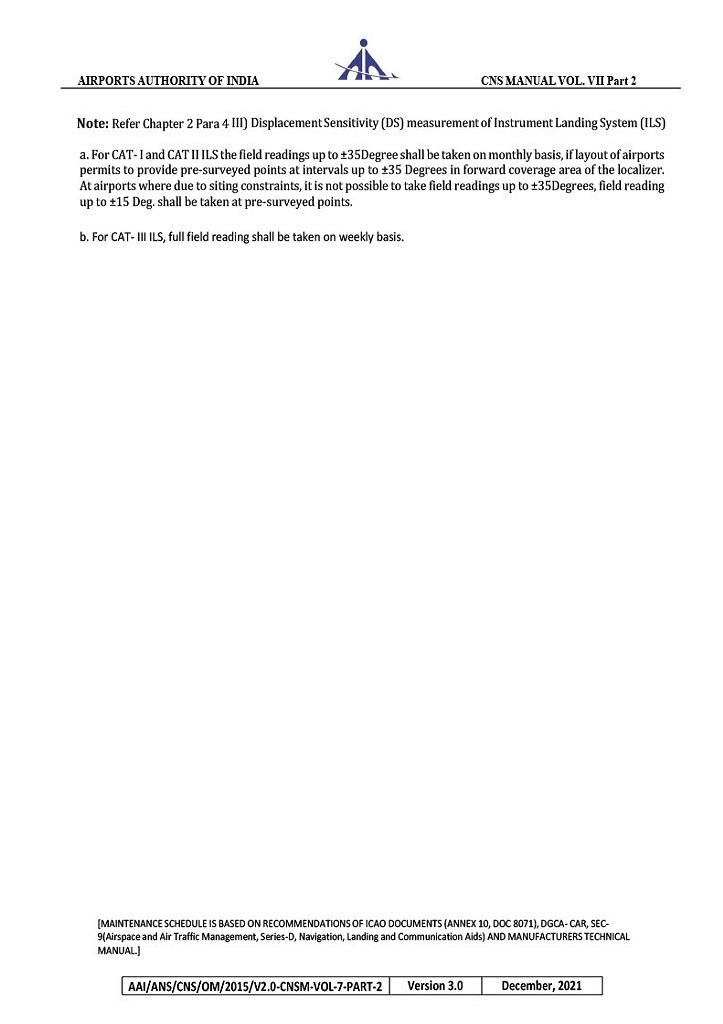 AIRPORTS AUTHORITY OF INDIA
CNS MANUAL VOL. VII Part 2
Note: Refer Chapter 2 Para 4 III) Displacement Sensitivity (DS) measurement of Instrument Landing System (ILS)
a. For CAT- I and CAT II ILS the field readings up to ±35Degree shall be taken on monthly basis, if layout of airports
permits to provide pre-surveyed points at intervals up to ±35 Degrees in forward coverage area of the localizer.
At airports where due to siting constraints, it is not possible to take field readings up to ±35Degrees, field reading
up to ±15 Deg. shall be taken at pre-surveyed points.
b. For CAT- III ILS, full field reading shall be taken on weekly basis.
[MAINTENANCE SCHEDULE IS BASED ON RECOMMENDATIONS OF ICAO DOCUMENTS (ANNEX 10, DOC 8071), DGCA- CAR, SEC-
9(Airspace and Air Traffic Management, Series-D, Navigation, Landing and Communication Aids) AND MANUFACTURERS TECHNICAL
MANUAL.]
AAI/ANS/CNS/OM/2015/V2.0-CNSM-VOL-7-PART-2
Version 3.0
December, 2021